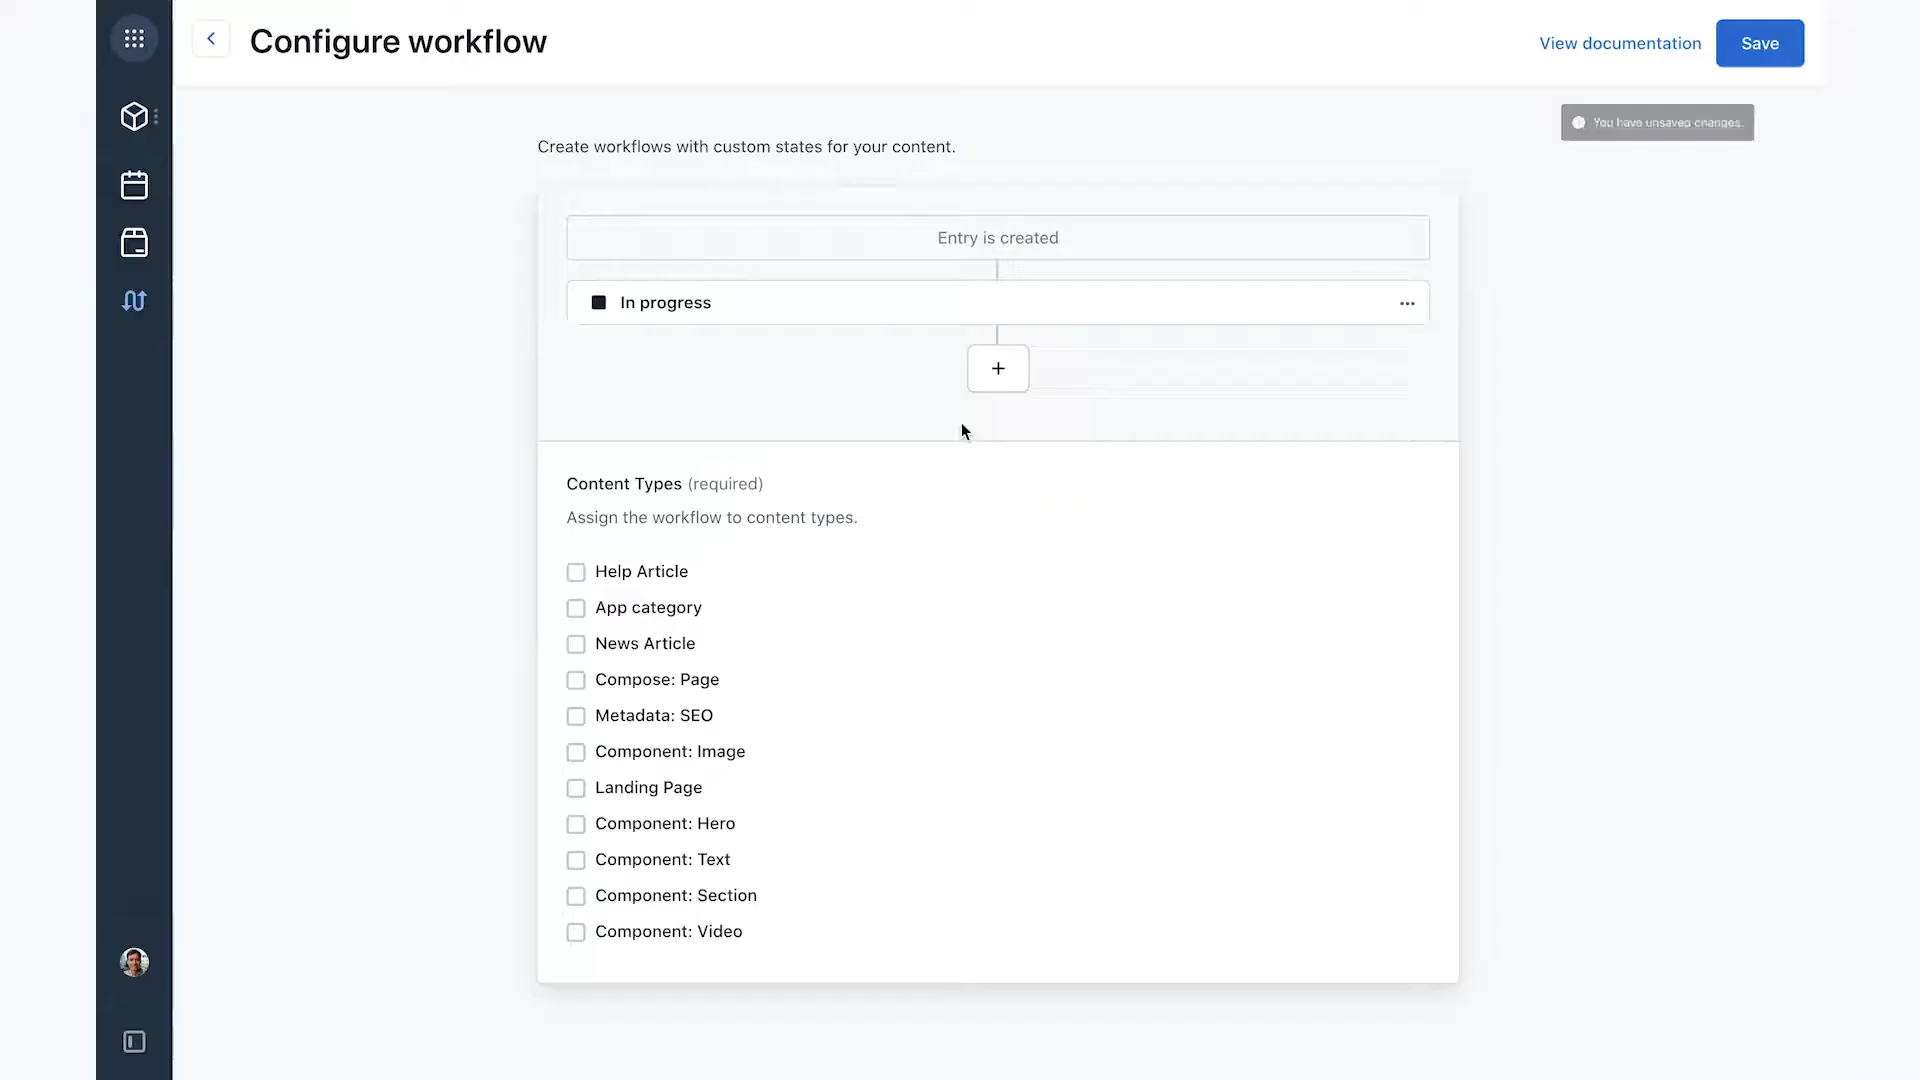 Configure workflow
View documentation
Save
You have unsaved changes.
Create workflows with custom states for your content.
Entry is created
In progress
Content Types (required)
Assign the workflow to content types.
Help Article
App category
News Article
Compose: Page
Metadata: SEO
Component: Image
Landing Page
Component: Hero
Component: Text
Component: Section
Component: Video